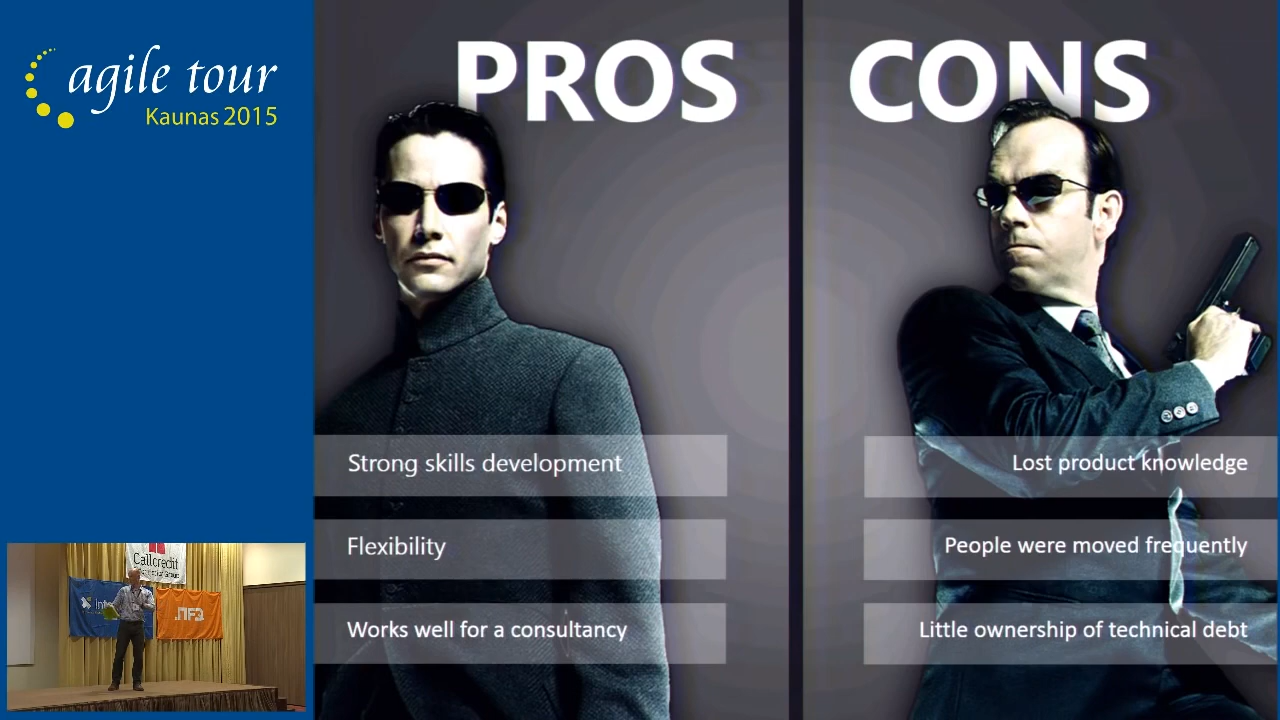 agile tour
Kaunas 2015
PROS
Strong skills development
Flexibility
Works well for a consultancy
CONS
Lost product knowledge
People were moved frequently
Little ownership of technical debt
Callcredit
NFQ